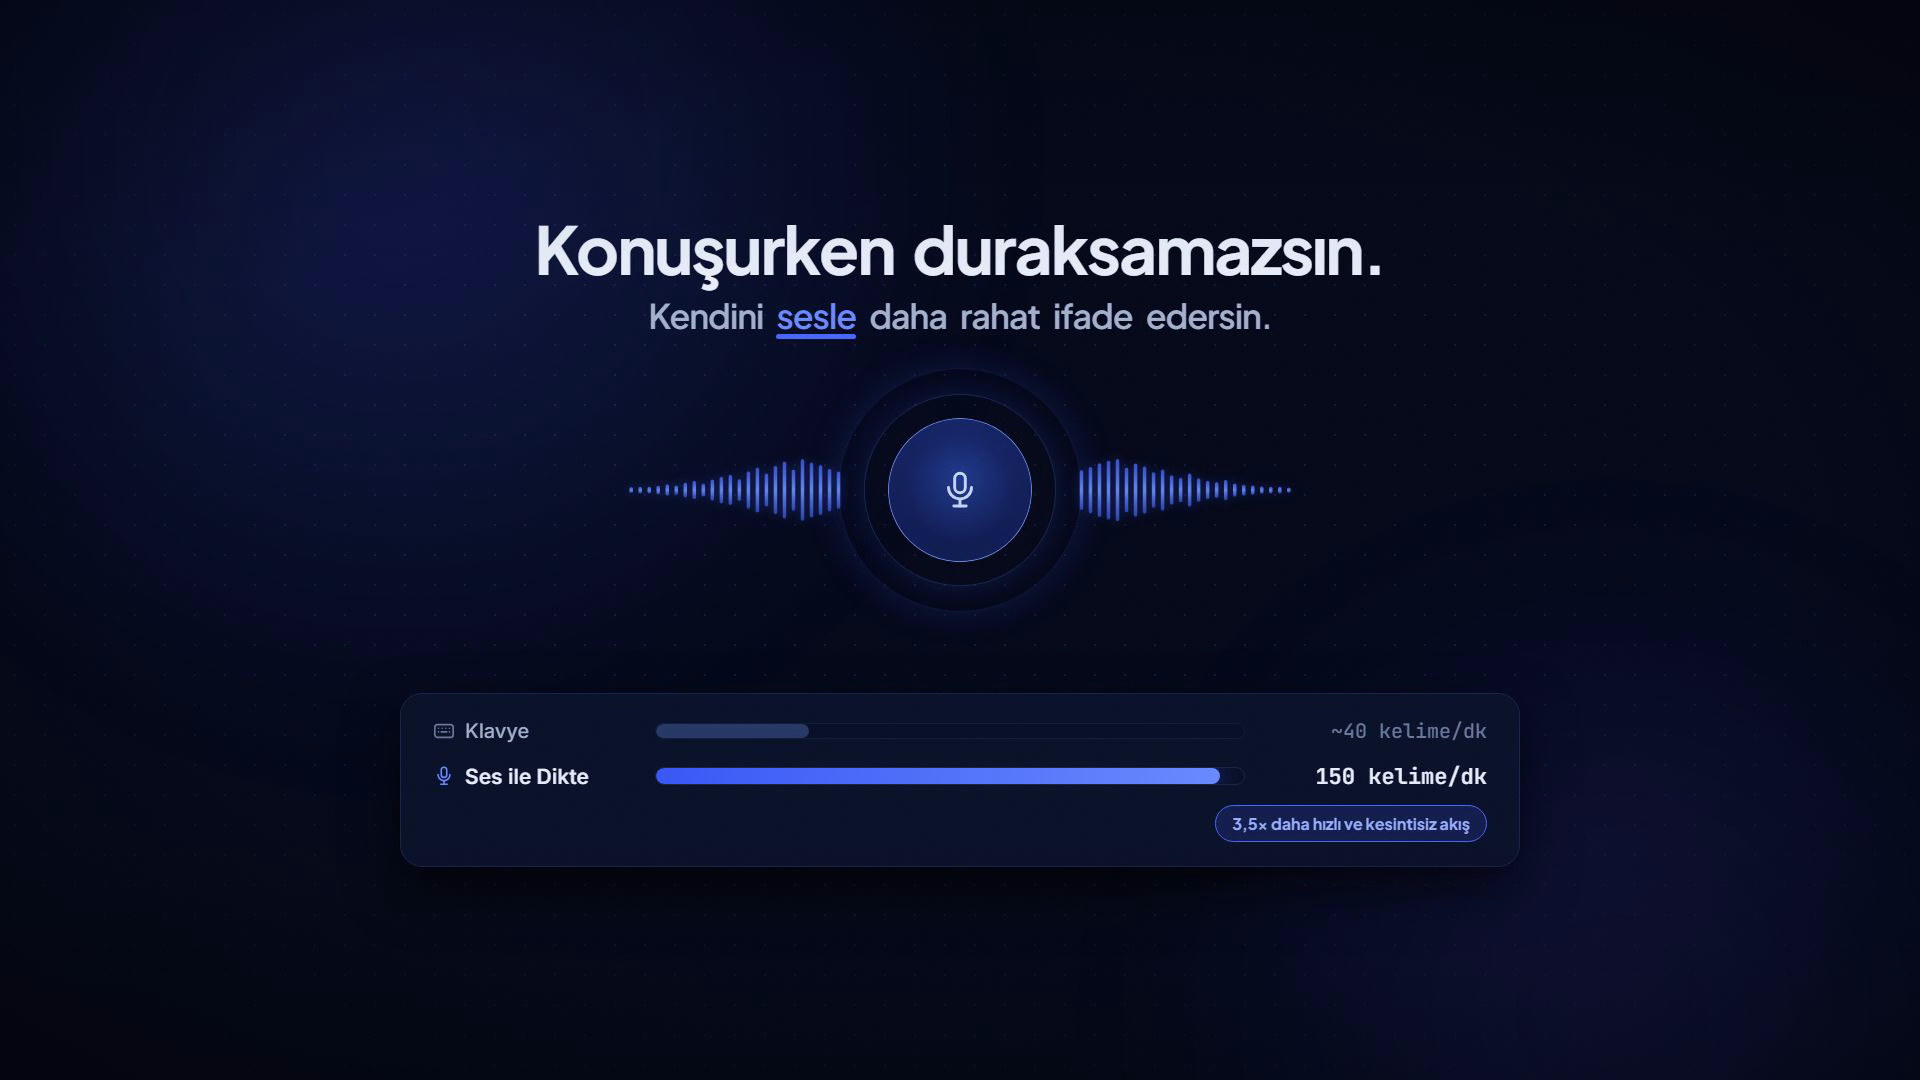 Konuşurken duraksamazsın.
Kendini sesle daha rahat ifade edersin.
Klavye ~40 kelime/dk
Ses ile Dikte 150 kelime/dk
3,5× daha hızlı ve kesintisiz akış